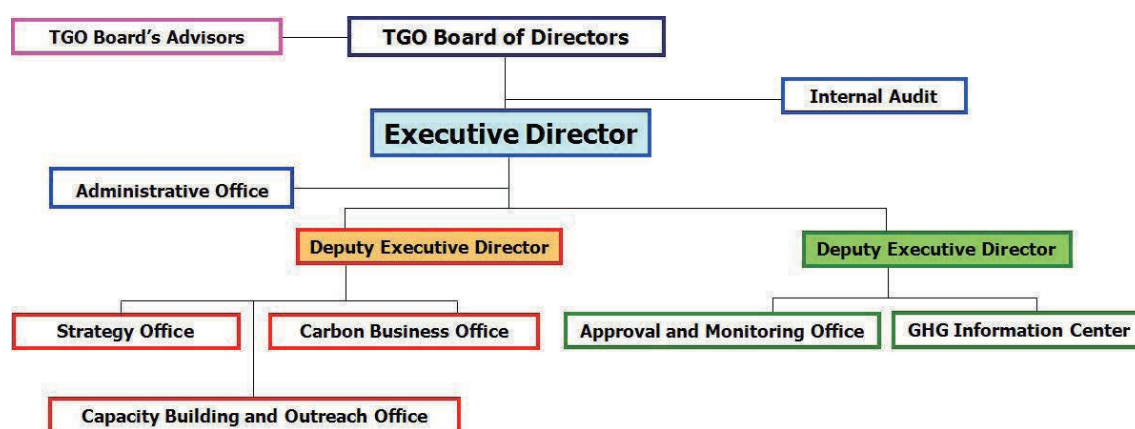 TGO Board's Advisors
TGO Board of Directors
Internal Audit
Executive Director
Administrative Office
Deputy Executive Director
Deputy Executive Director
Strategy Office
Carbon Business Office
Approval and Monitoring Office
GHG Information Center
Capacity Building and Outreach Office